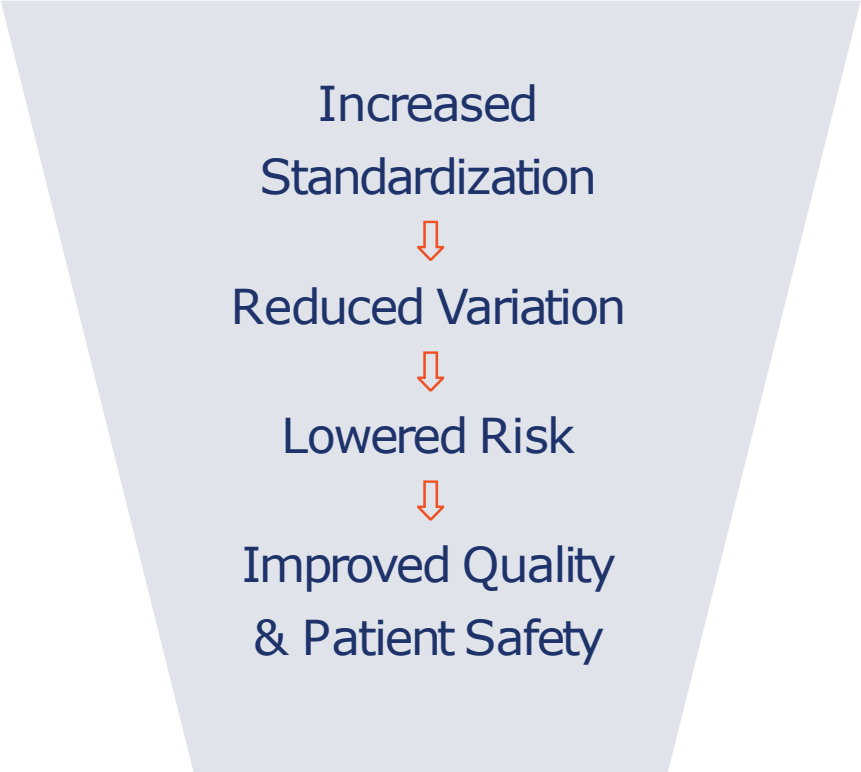 Increased
Standardization
Reduced Variation
Lowered Risk
Improved Quality
& Patient Safety